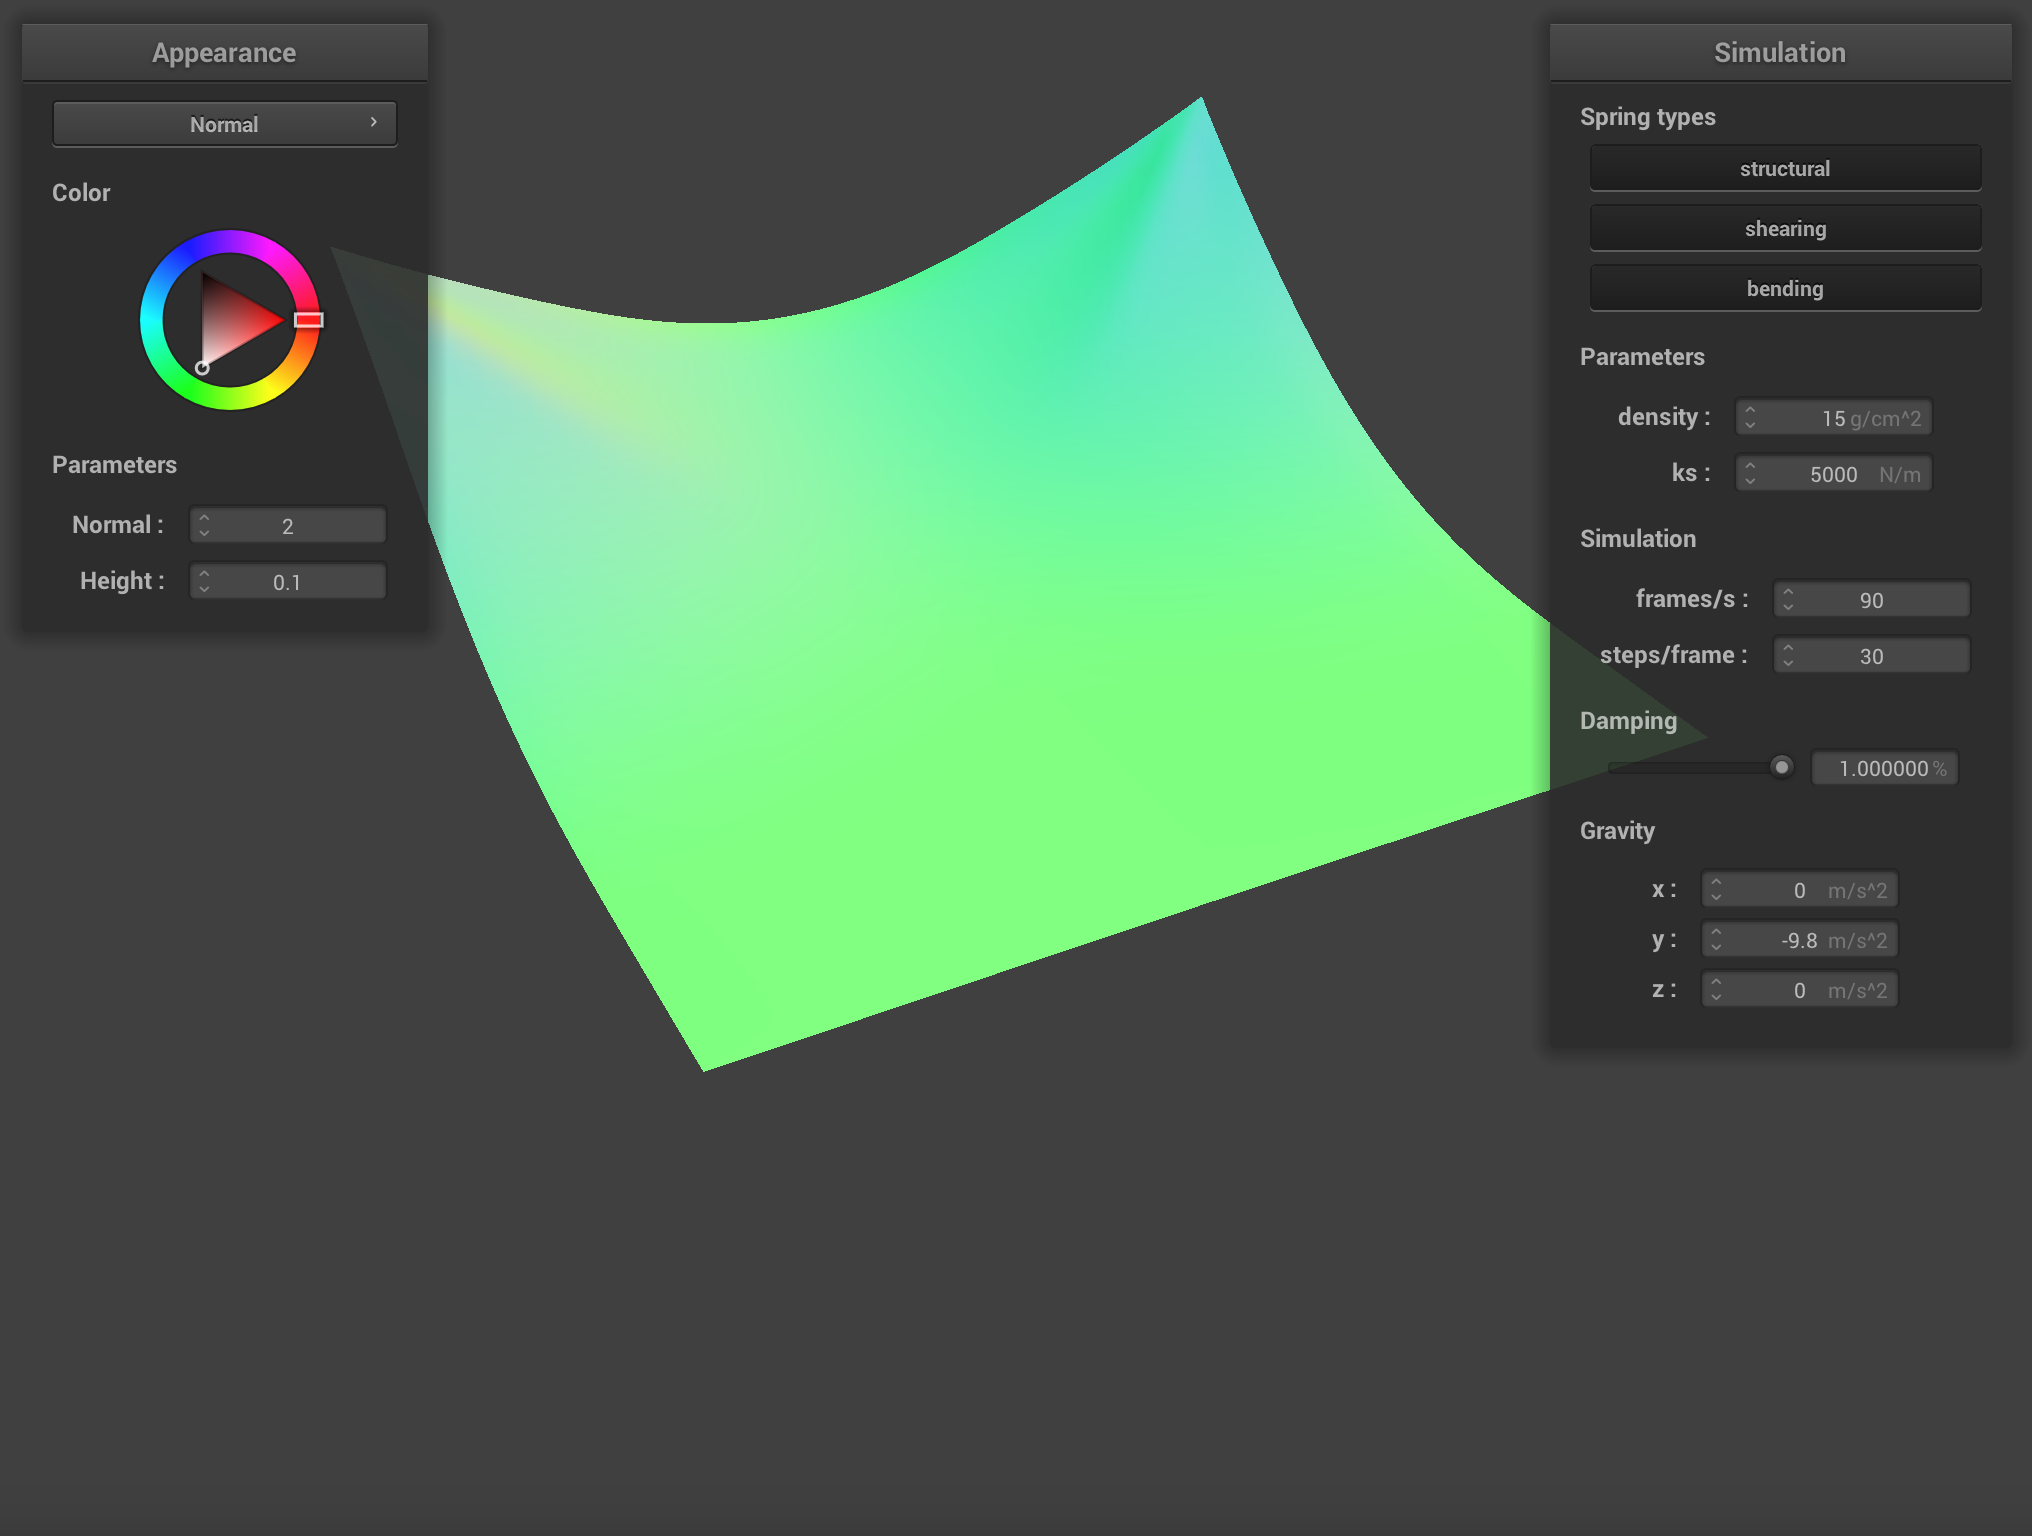 Appearance
Normal
Color
Parameters
Normal : 2
Height : 0.1
Simulation
Spring types
structural
shearing
bending
Parameters
density : 15 g/cm^2
ks : 5000 N/m
Simulation
frames/s : 90
steps/frame : 30
Damping
1.000000 %
Gravity
x : 0 m/s^2
y : -9.8 m/s^2
z : 0 m/s^2